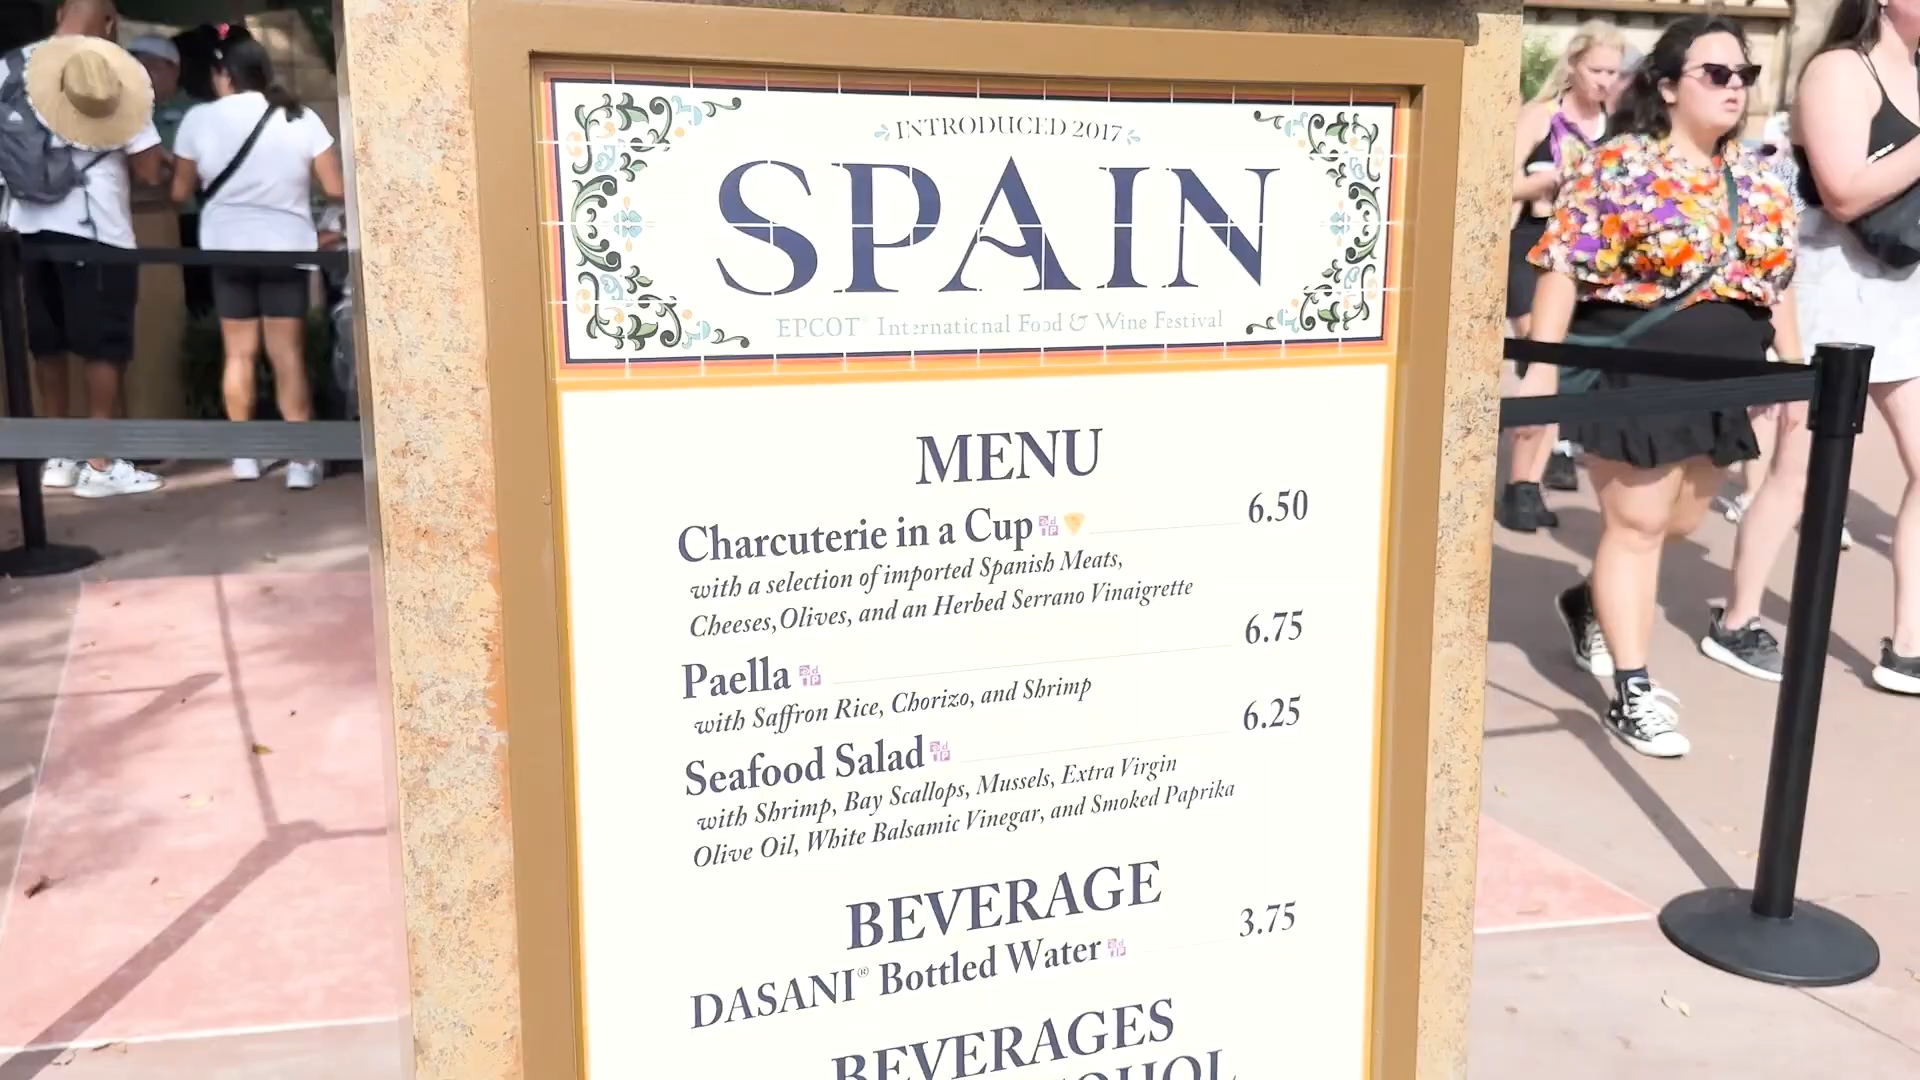 INTRODUCED 2017
SPAIN
EPCOT International Food & Wine Festival
MENU
Charcuterie in a Cup 6.50
with a selection of imported Spanish Meats,
Cheeses, Olives, and an Herbed Serrano Vinaigrette
Paella 6.75
with Saffron Rice, Chorizo, and Shrimp
Seafood Salad 6.25
with Shrimp, Bay Scallops, Mussels, Extra Virgin
Olive Oil, White Balsamic Vinegar, and Smoked Paprika
BEVERAGE
DASANI® Bottled Water 3.75
BEVERAGES